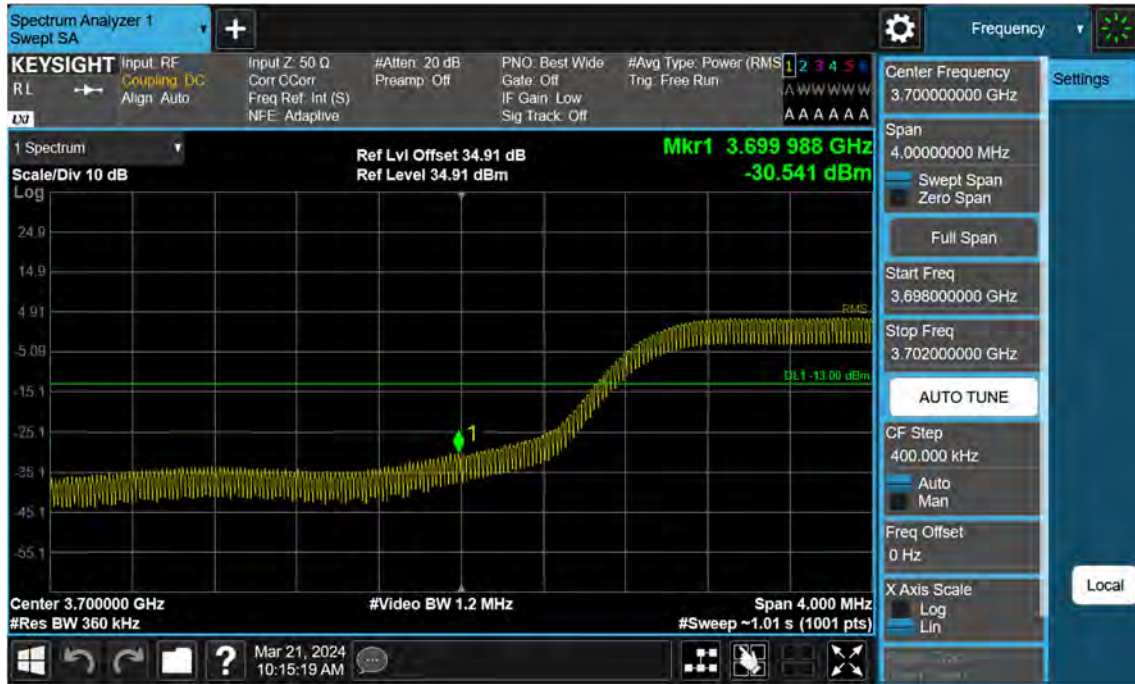 Spectrum Analyzer 1
Swept SA
+
Frequency
KEYSIGHT
RL
LXI
Input: RF
Coupling: DC
Align: Auto
Input Z: 50 Ω
Corr CCorr
Freq Ref: Int (S)
NFE: Adaptive
#Atten: 20 dB
Preamp: Off
PNO: Best Wide
Gate: Off
IF Gain: Low
Sig Track: Off
#Avg Type: Power (RMS
Trig: Free Run
1 2 3 4 5 6
A W W W W W
A A A A A A
1 Spectrum
Scale/Div 10 dB
Log
Ref Lvl Offset 34.91 dB
Ref Level 34.91 dBm
Mkr1 3.699 988 GHz
-30.541 dBm
24.9
14.9
4.91
RMS
-5.09
DL1 -13.00 dBm
-15.1
-25.1
1
-35.1
-45.1
-55.1
Center 3.700000 GHz
#Res BW 360 kHz
#Video BW 1.2 MHz
Span 4.000 MHz
#Sweep ~1.01 s (1001 pts)
Center Frequency
3.700000000 GHz
Settings
Span
4.00000000 MHz
Swept Span
Zero Span
Full Span
Start Freq
3.698000000 GHz
Stop Freq
3.702000000 GHz
AUTO TUNE
CF Step
400.000 kHz
Auto
Man
Freq Offset
0 Hz
X Axis Scale
Log
Lin
Local
?
Mar 21, 2024
10:15:19 AM